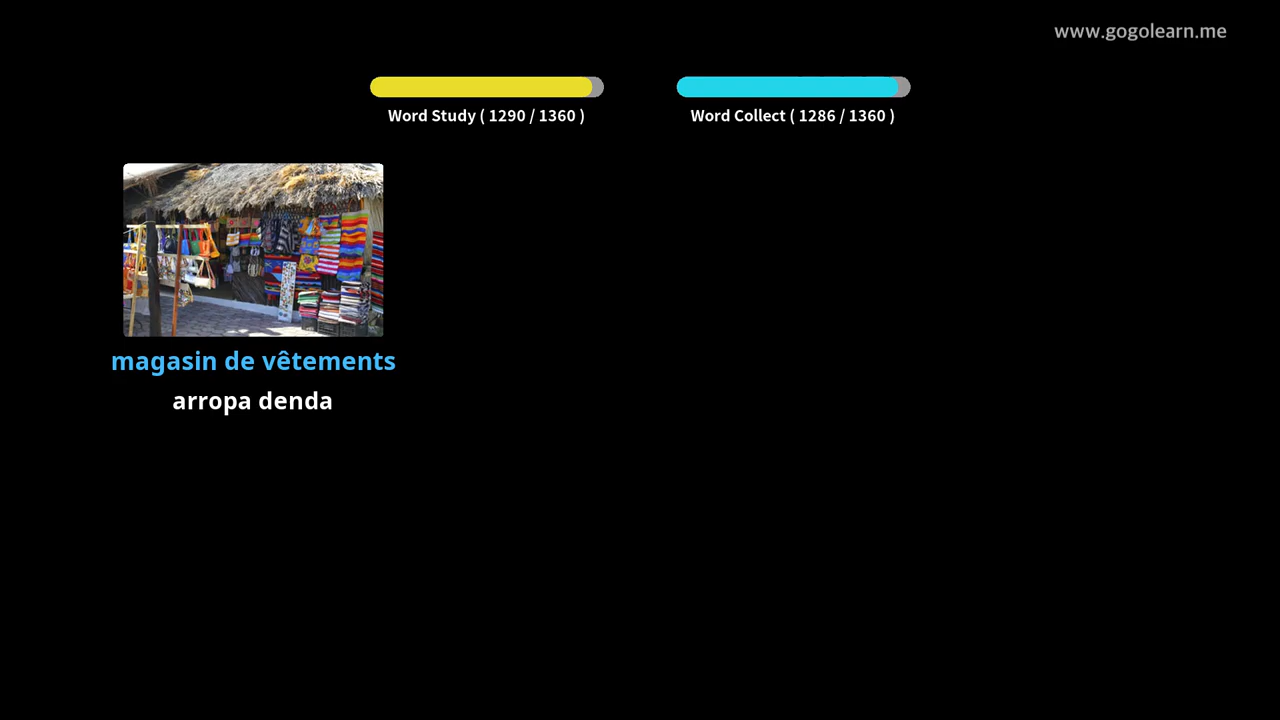 www.gogolearn.me
Word Study ( 1290 / 1360 )
Word Collect ( 1286 / 1360 )
magasin de vêtements
arropa denda